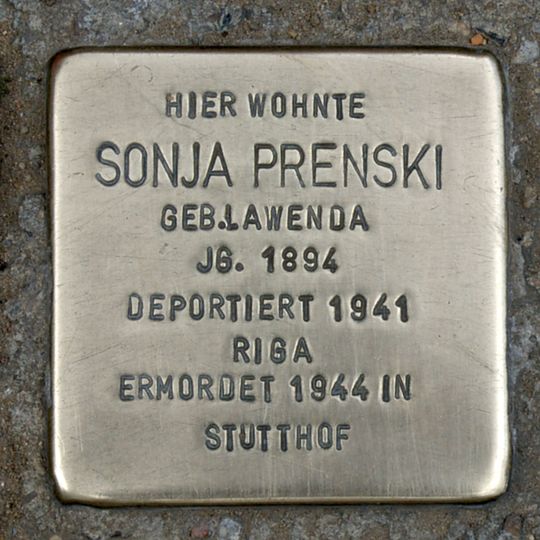 HIER WOHNTE
SONJA PRENSKI
GEB.LAWENDA
JG. 1894
DEPORTIERT 1941
RIGA
ERMORDET 1944 IN
STUTTHOF